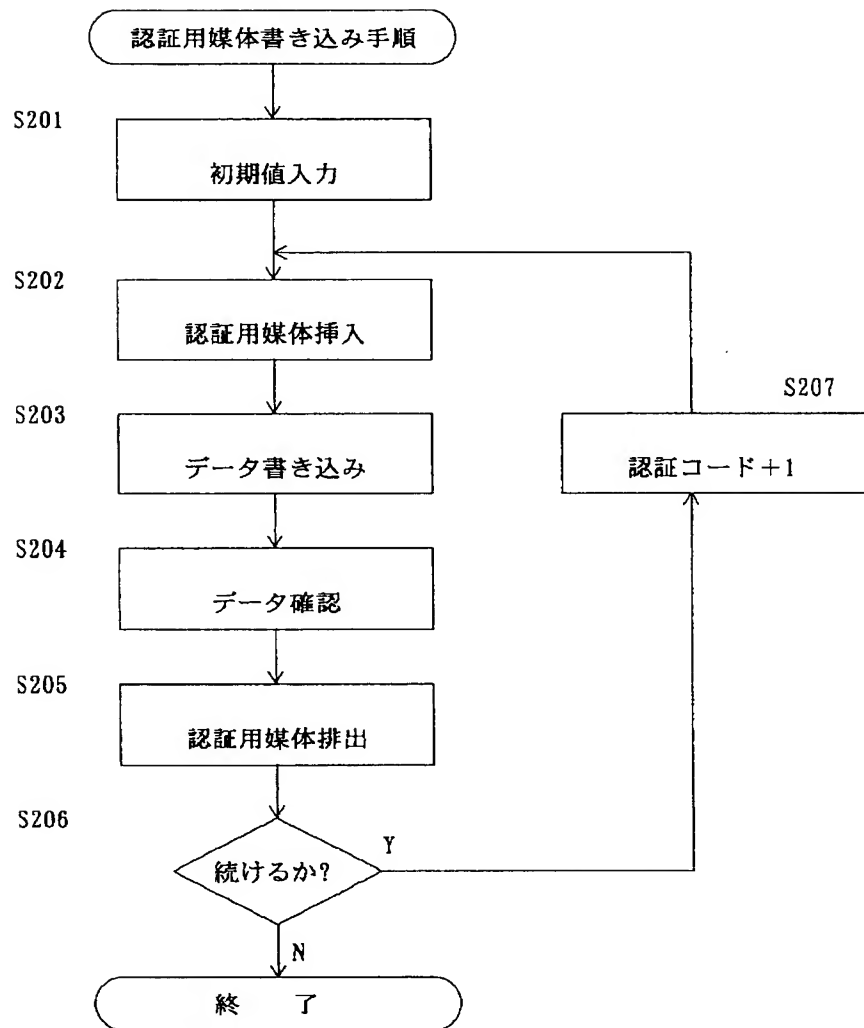 認証用媒体書き込み手順
S201
初期値入力
S202
認証用媒体挿入
S207
S203
データ書き込み
認証コード+1
S204
データ確認
S205
認証用媒体排出
S206
Y
続けるか?
N
終 了